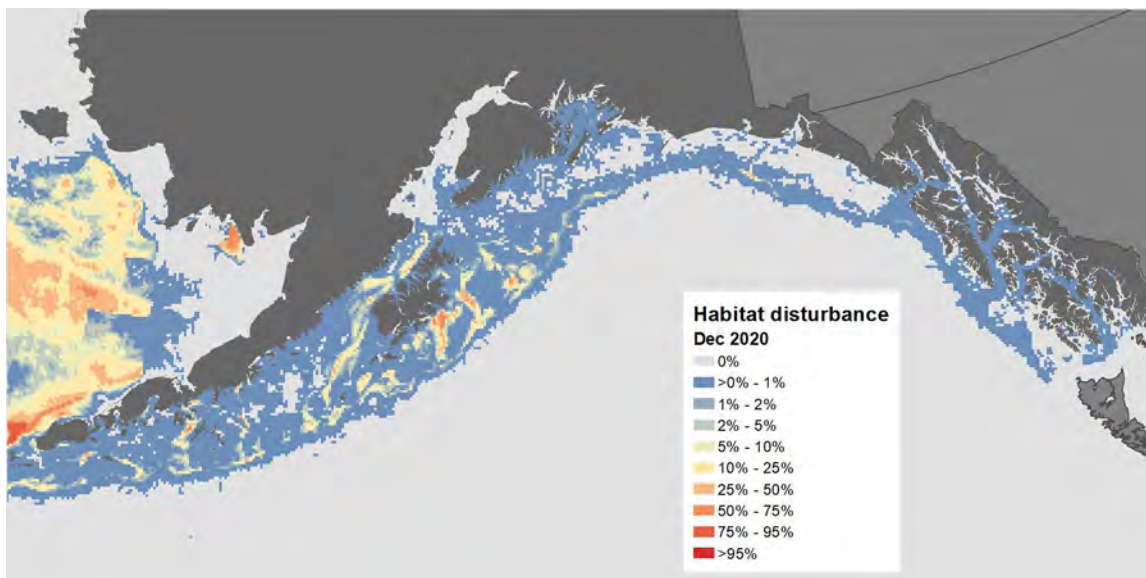 Habitat disturbance
Dec 2020
0%
>0% - 1%
1% - 2%
2% - 5%
5% - 10%
10% - 25%
25% - 50%
50% - 75%
75% - 95%
>95%